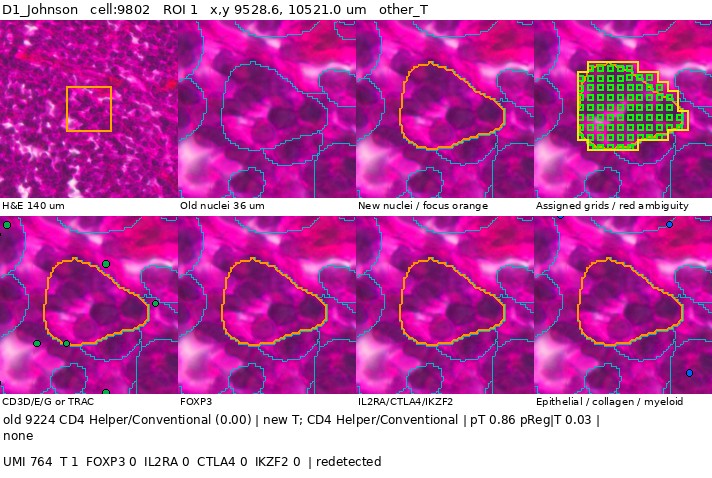 D1_Johnson   cell:9802   ROI 1   x,y 9528.6, 10521.0 um   other_T
H&E 140 um
Old nuclei 36 um
New nuclei / focus orange
Assigned grids / red ambiguity
CD3D/E/G or TRAC
FOXP3
IL2RA/CTLA4/IKZF2
Epithelial / collagen / myeloid
old 9224 CD4 Helper/Conventional (0.00) | new T; CD4 Helper/Conventional | pT 0.86 pReg|T 0.03 |
none
UMI 764  T 1  FOXP3 0  IL2RA 0  CTLA4 0  IKZF2 0  | redetected